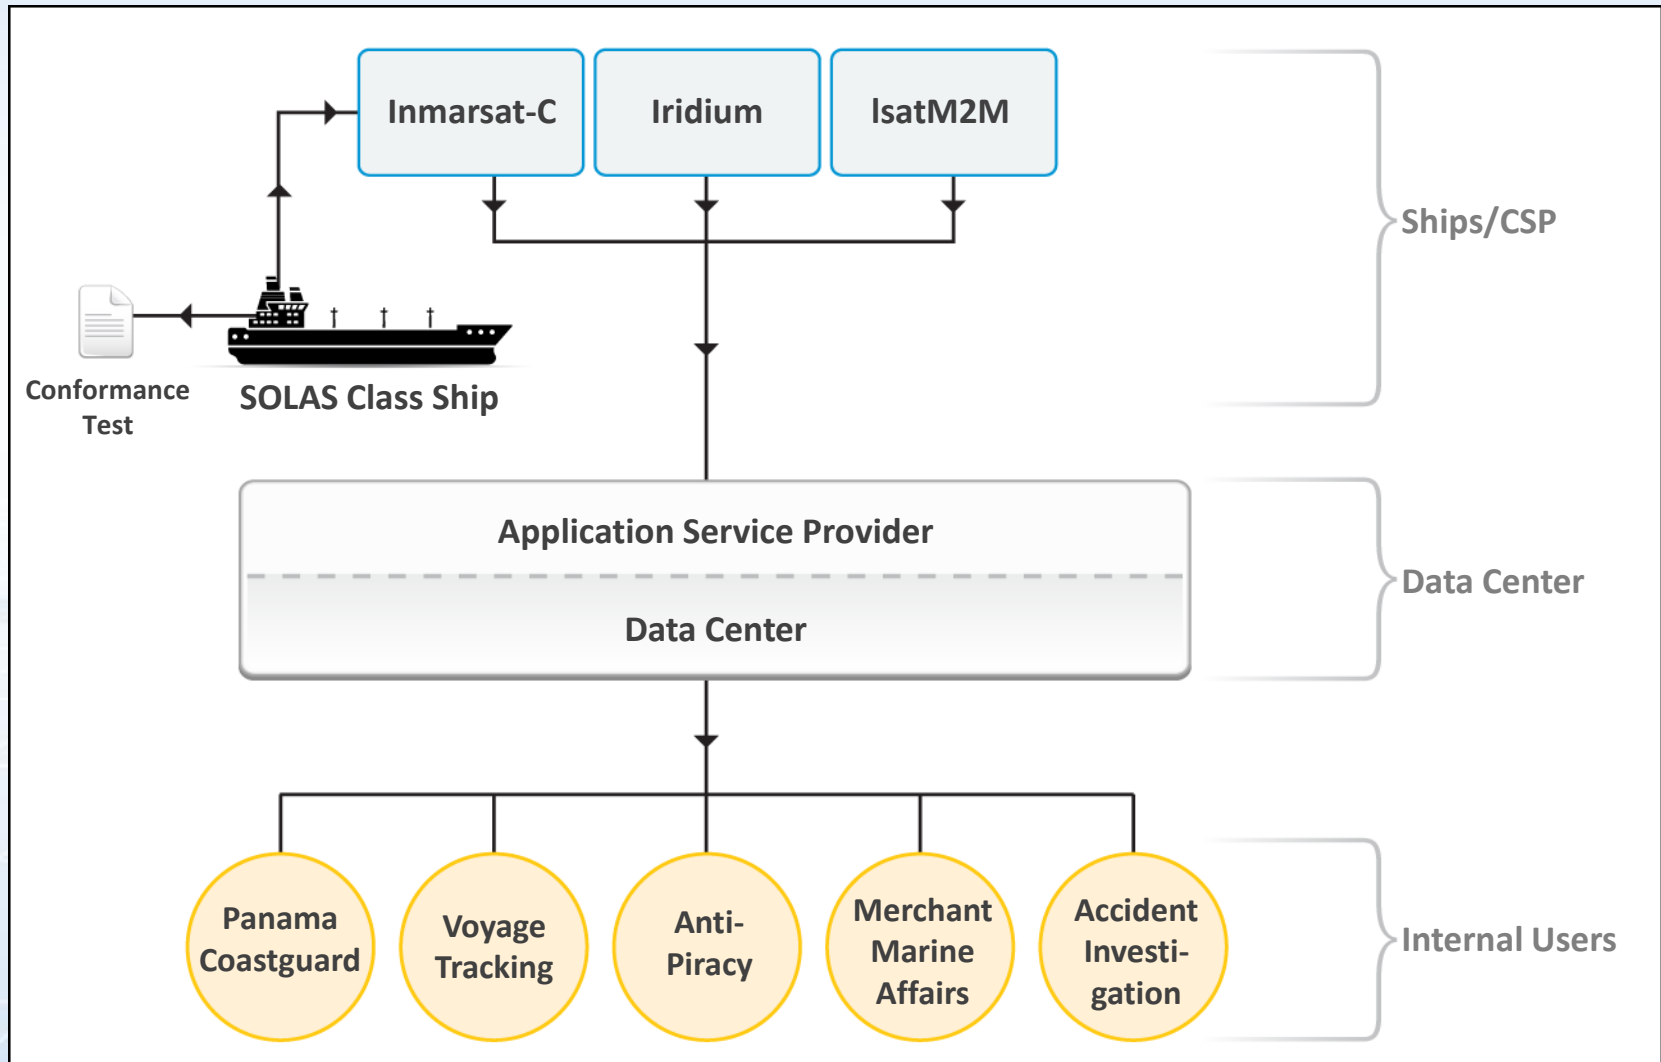 Inmarsat-C
Iridium
IsatM2M
Ships/CSP
Conformance
Test
SOLAS Class Ship
Application Service Provider
Data Center
Data Center
Panama
Coastguard
Voyage
Tracking
Anti-
Piracy
Merchant
Marine
Affairs
Accident
Investi-
gation
Internal Users